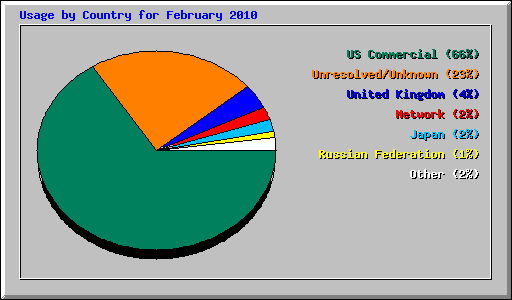 Usage by Country for February 2010
US Commercial (66%)
Unresolved/Unknown (23%)
United Kingdom (4%)
Network (2%)
Japan (2%)
Russian Federation (1%)
Other (2%)